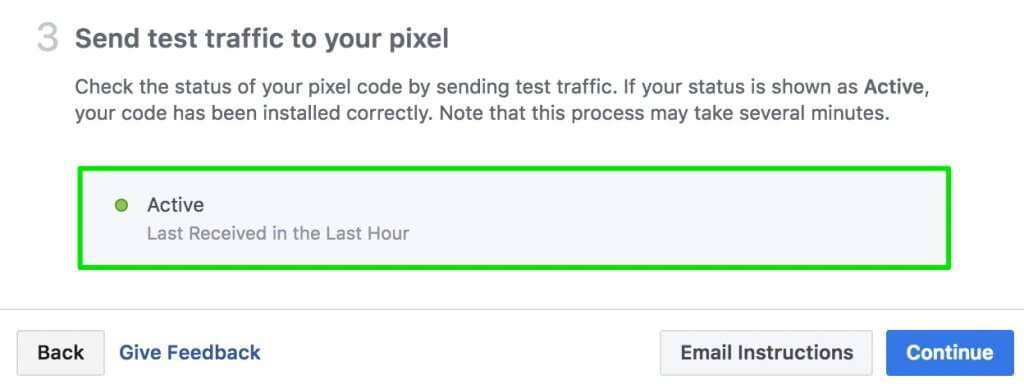 3 Send test traffic to your pixel
Check the status of your pixel code by sending test traffic. If your status is shown as Active,
your code has been installed correctly. Note that this process may take several minutes.
Active
Last Received in the Last Hour
Back Give Feedback Email Instructions Continue